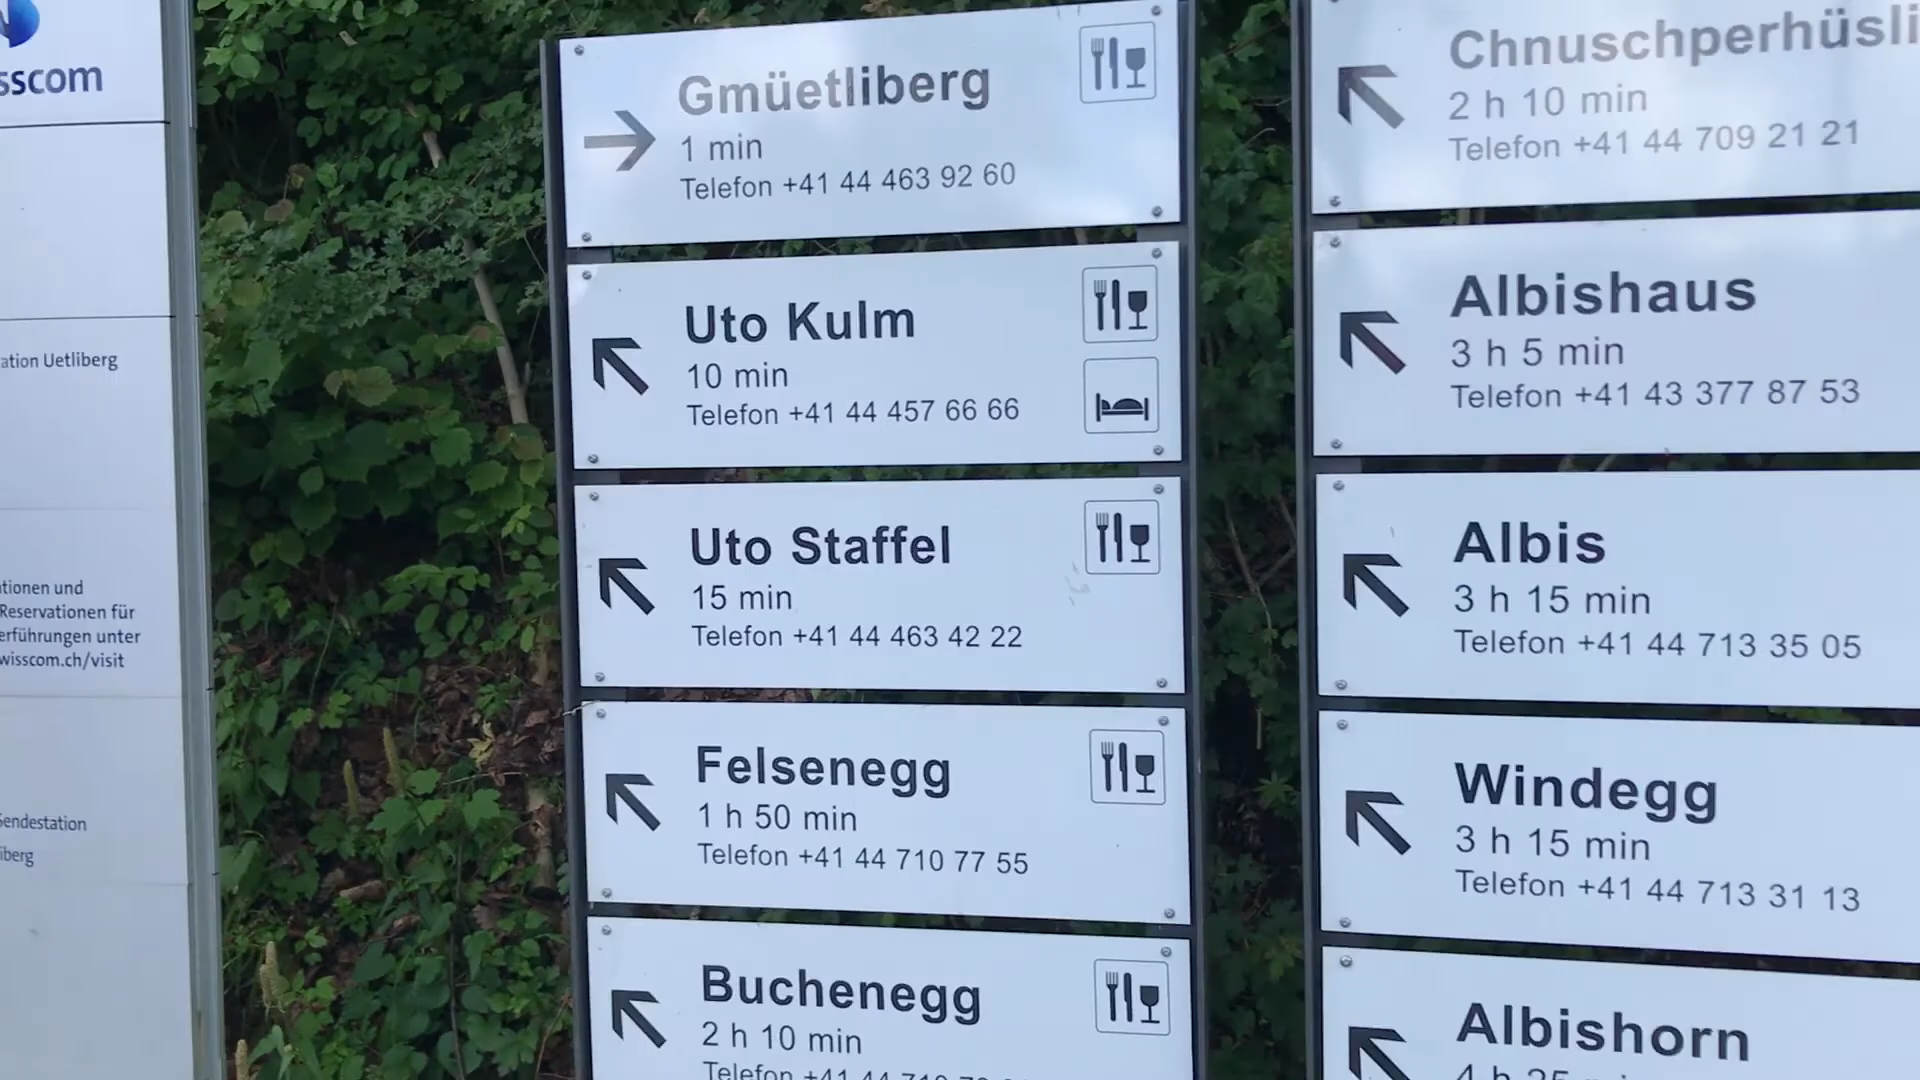 sscom
ation Uetliberg
tionen und
Reservationen für
erführungen unter
wisscom.ch/visit
Sendestation
iberg
Gmüetliberg
1 min
Telefon +41 44 463 92 60
Uto Kulm
10 min
Telefon +41 44 457 66 66
Uto Staffel
15 min
Telefon +41 44 463 42 22
Felsenegg
1 h 50 min
Telefon +41 44 710 77 55
Buchenegg
2 h 10 min
Telefon +41 44 710
Chnuschperhüsli
2 h 10 min
Telefon +41 44 709 21 21
Albishaus
3 h 5 min
Telefon +41 43 377 87 53
Albis
3 h 15 min
Telefon +41 44 713 35 05
Windegg
3 h 15 min
Telefon +41 44 713 31 13
Albishorn